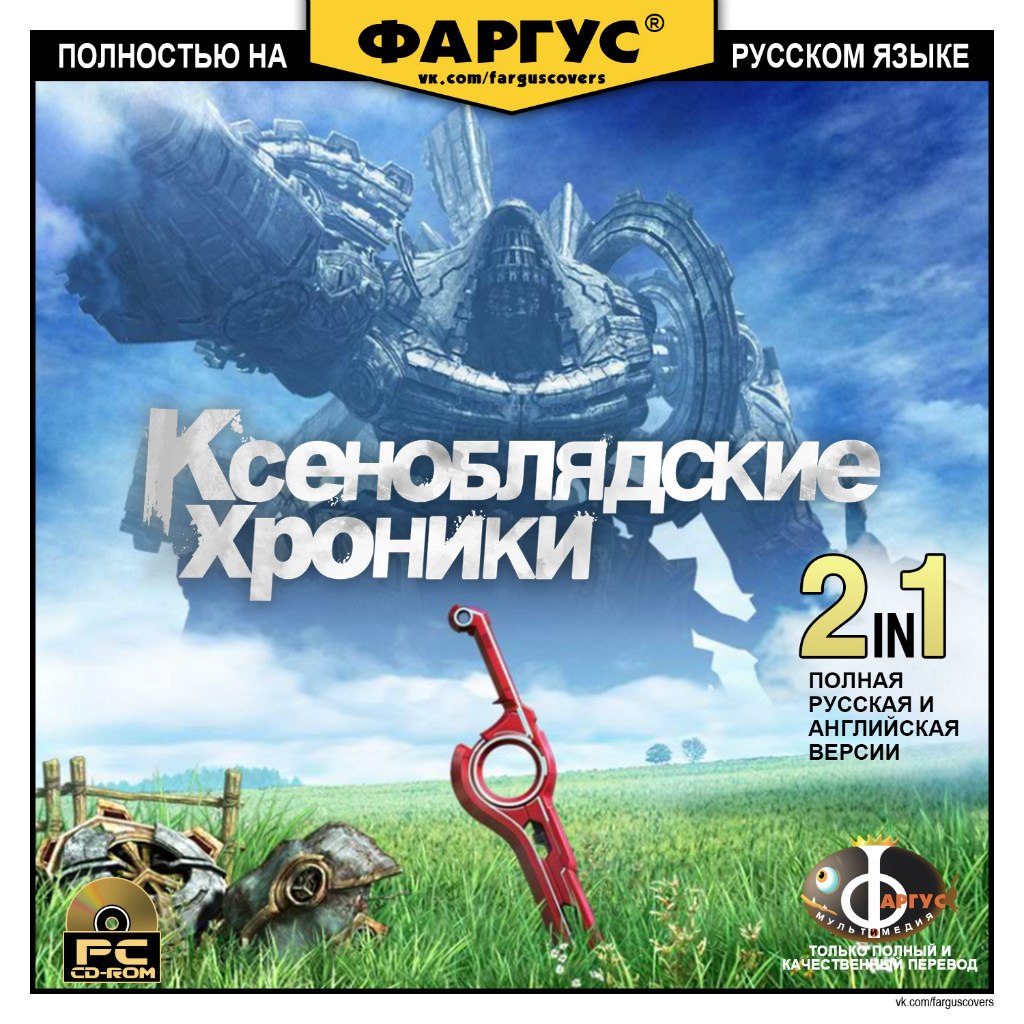 ПОЛНОСТЬЮ НА
ФАРГУС®
vk.com/farguscovers
РУССКОМ ЯЗЫКЕ
Ксеноблядские
Хроники
2IN1
ПОЛНАЯ
РУССКАЯ И
АНГЛИЙСКАЯ
ВЕРСИИ
PC
CD-ROM
ФАРГУС
МУЛЬТИМЕДИЯ
ТОЛЬКО ПОЛНЫЙ И
КАЧЕСТВЕННЫЙ ПЕРЕВОД
vk.com/farguscovers